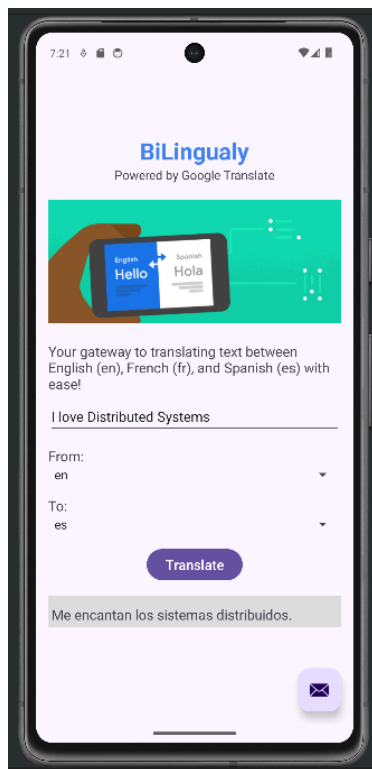 7:21
BiLingualy
Powered by Google Translate
English
Hello
Spanish
Hola
Your gateway to translating text between
English (en), French (fr), and Spanish (es) with
ease!
I love Distributed Systems
From:
en
To:
es
Translate
Me encantan los sistemas distribuidos.